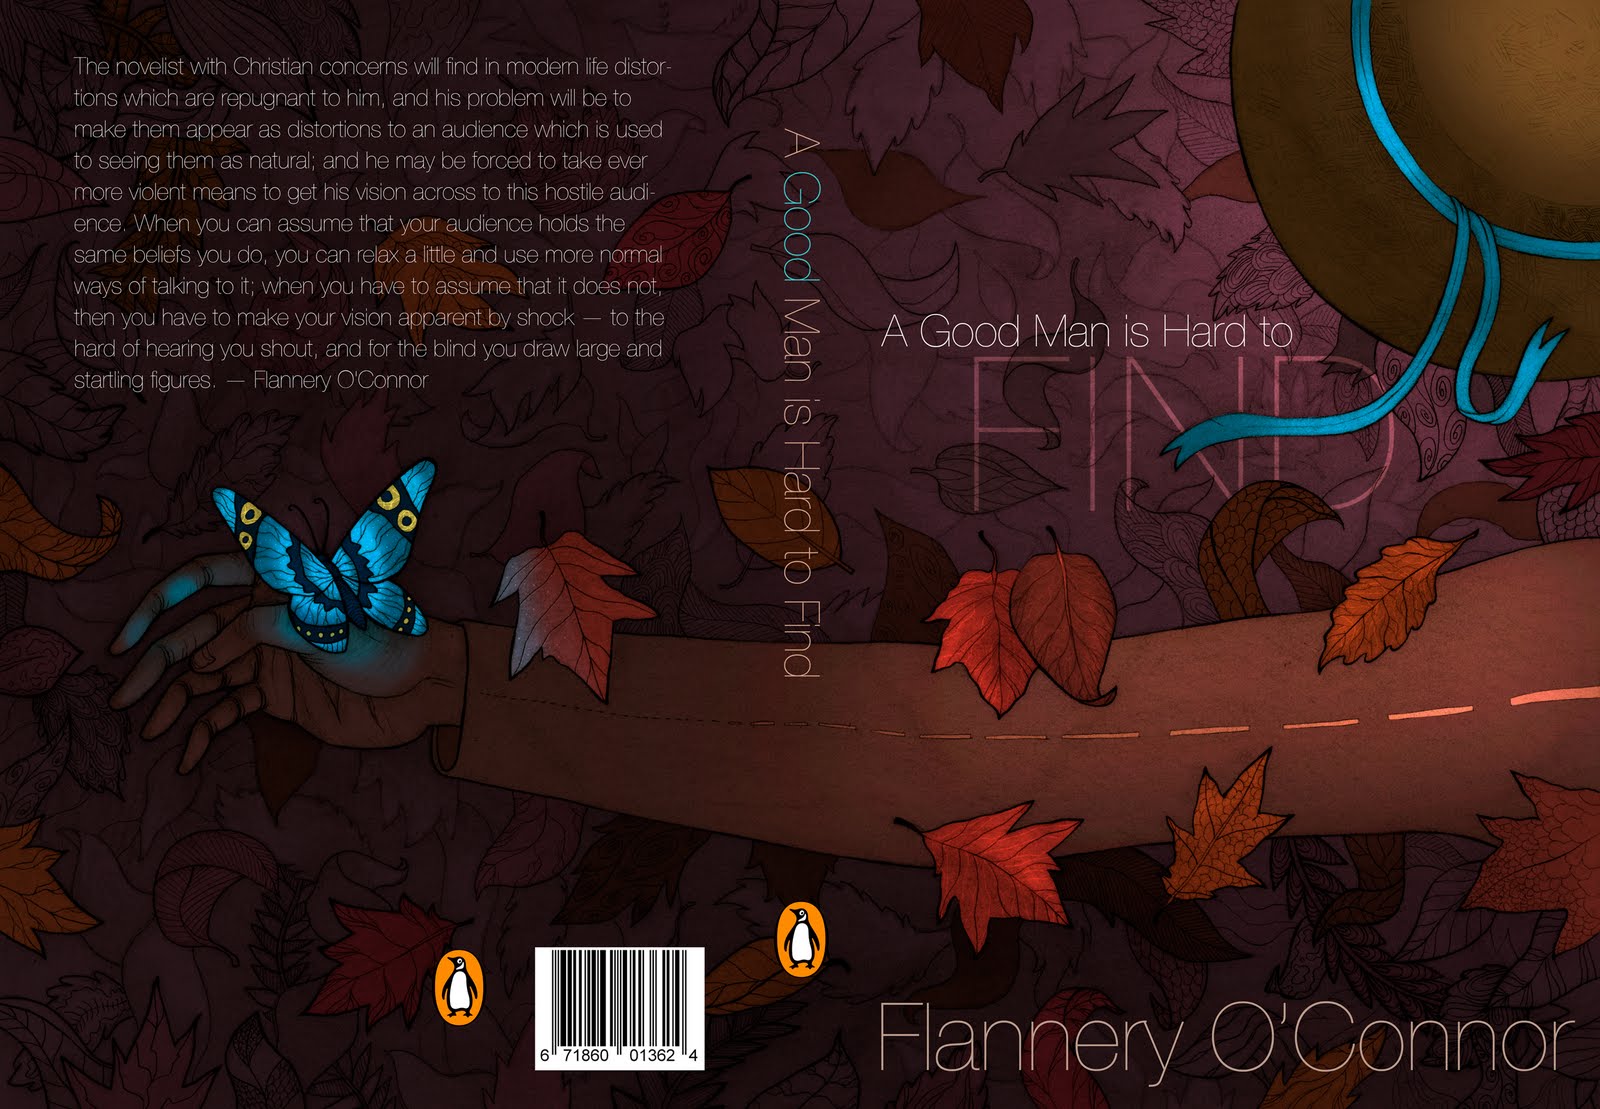 The novelist with Christian concerns will find in modern life distor-
tions which are repugnant to him, and his problem will be to
make them appear as distortions to an audience which is used
to seeing them as natural; and he may be forced to take ever
more violent means to get his vision across to this hostile audi-
ence. When you can assume that your audience holds the
same beliefs you do, you can relax a little and use more normal
ways of talking to it; when you have to assume that it does not,
then you have to make your vision apparent by shock — to the
hard of hearing you shout, and for the blind you draw large and
startling figures. — Flannery O'Connor
6 71860 01362 4
A Good Man is Hard to Find
A Good Man is Hard to
FIND
Flannery O'Connor